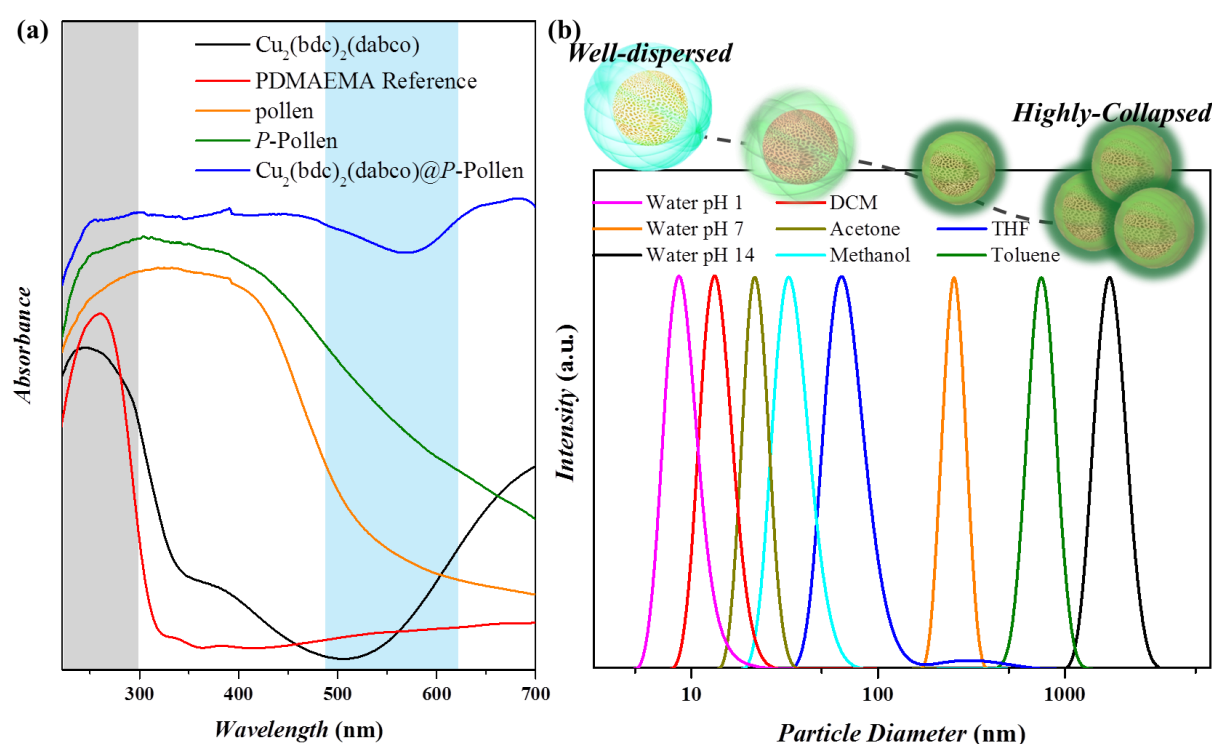 (a)
Cu2(bdc)2(dabco)
PDMAEMA Reference
pollen
P-Pollen
Cu2(bdc)2(dabco)@P-Pollen
Absorbance
300 400 500 600 700
Wavelength (nm)
(b)
Well-dispersed
Highly-Collapsed
Water pH 1 DCM
Water pH 7 Acetone THF
Water pH 14 Methanol Toluene
Intensity (a.u.)
10 100 1000
Particle Diameter (nm)